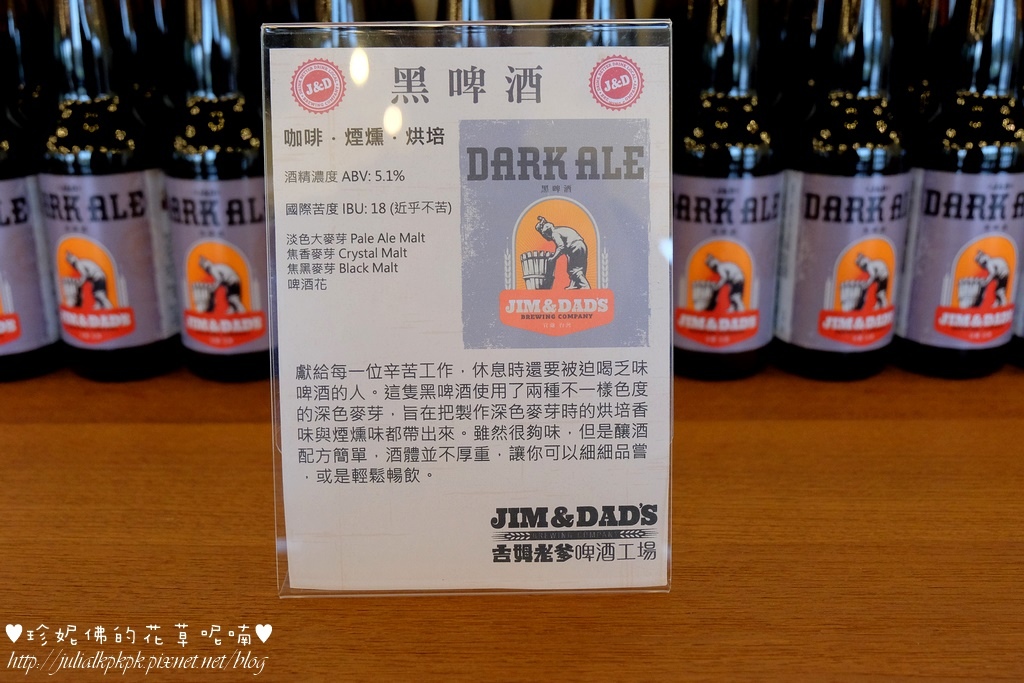 J&D
黑啤酒
J&D
咖啡．煙燻．烘培
酒精濃度 ABV: 5.1%
國際苦度 IBU: 18 (近乎不苦)
淡色大麥芽 Pale Ale Malt
焦香麥芽 Crystal Malt
焦黑麥芽 Black Malt
啤酒花
DARK ALE
黑啤酒
JIM&DAD'S
BREWING COMPANY
獻給每一位辛苦工作，休息時還要被迫喝乏味
啤酒的人。這隻黑啤酒使用了兩種不一樣色度
的深色麥芽，旨在把製作深色麥芽時的烘培香
味與煙燻味都帶出來。雖然很夠味，但是釀酒
配方簡單，酒體並不厚重，讓你可以細細品嘗
，或是輕鬆暢飲。
JIM&DAD'S
BREWING COMPANY
吉姆老爹啤酒工場
DARK ALE
JIM&DAD'S
DARK ALE
JIM&DAD'S
DARK ALE
JIM&DAD'S
DARK ALE
JIM&DAD'S
DARK ALE
JIM&DAD'S
♥珍妮佛的花草呢喃♥
http://julialkpkpk.pixnet.net/blog